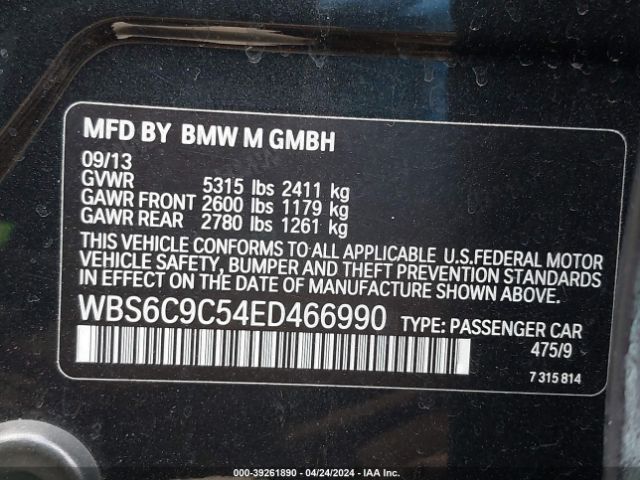 MFD BY BMW M GMBH
09/13
GVWR 5315 lbs 2411 kg
GAWR FRONT 2600 lbs 1179 kg
GAWR REAR 2780 lbs 1261 kg
THIS VEHICLE CONFORMS TO ALL APPLICABLE U.S.FEDERAL MOTOR
VEHICLE SAFETY, BUMPER AND THEFT PREVENTION STANDARDS
IN EFFECT ON THE DATE OF MANUFACTURE SHOWN ABOVE.
WBS6C9C54ED466990 TYPE: PASSENGER CAR
475/9
7 315 814
000-39261890 - 04/24/2024 - IAA Inc.